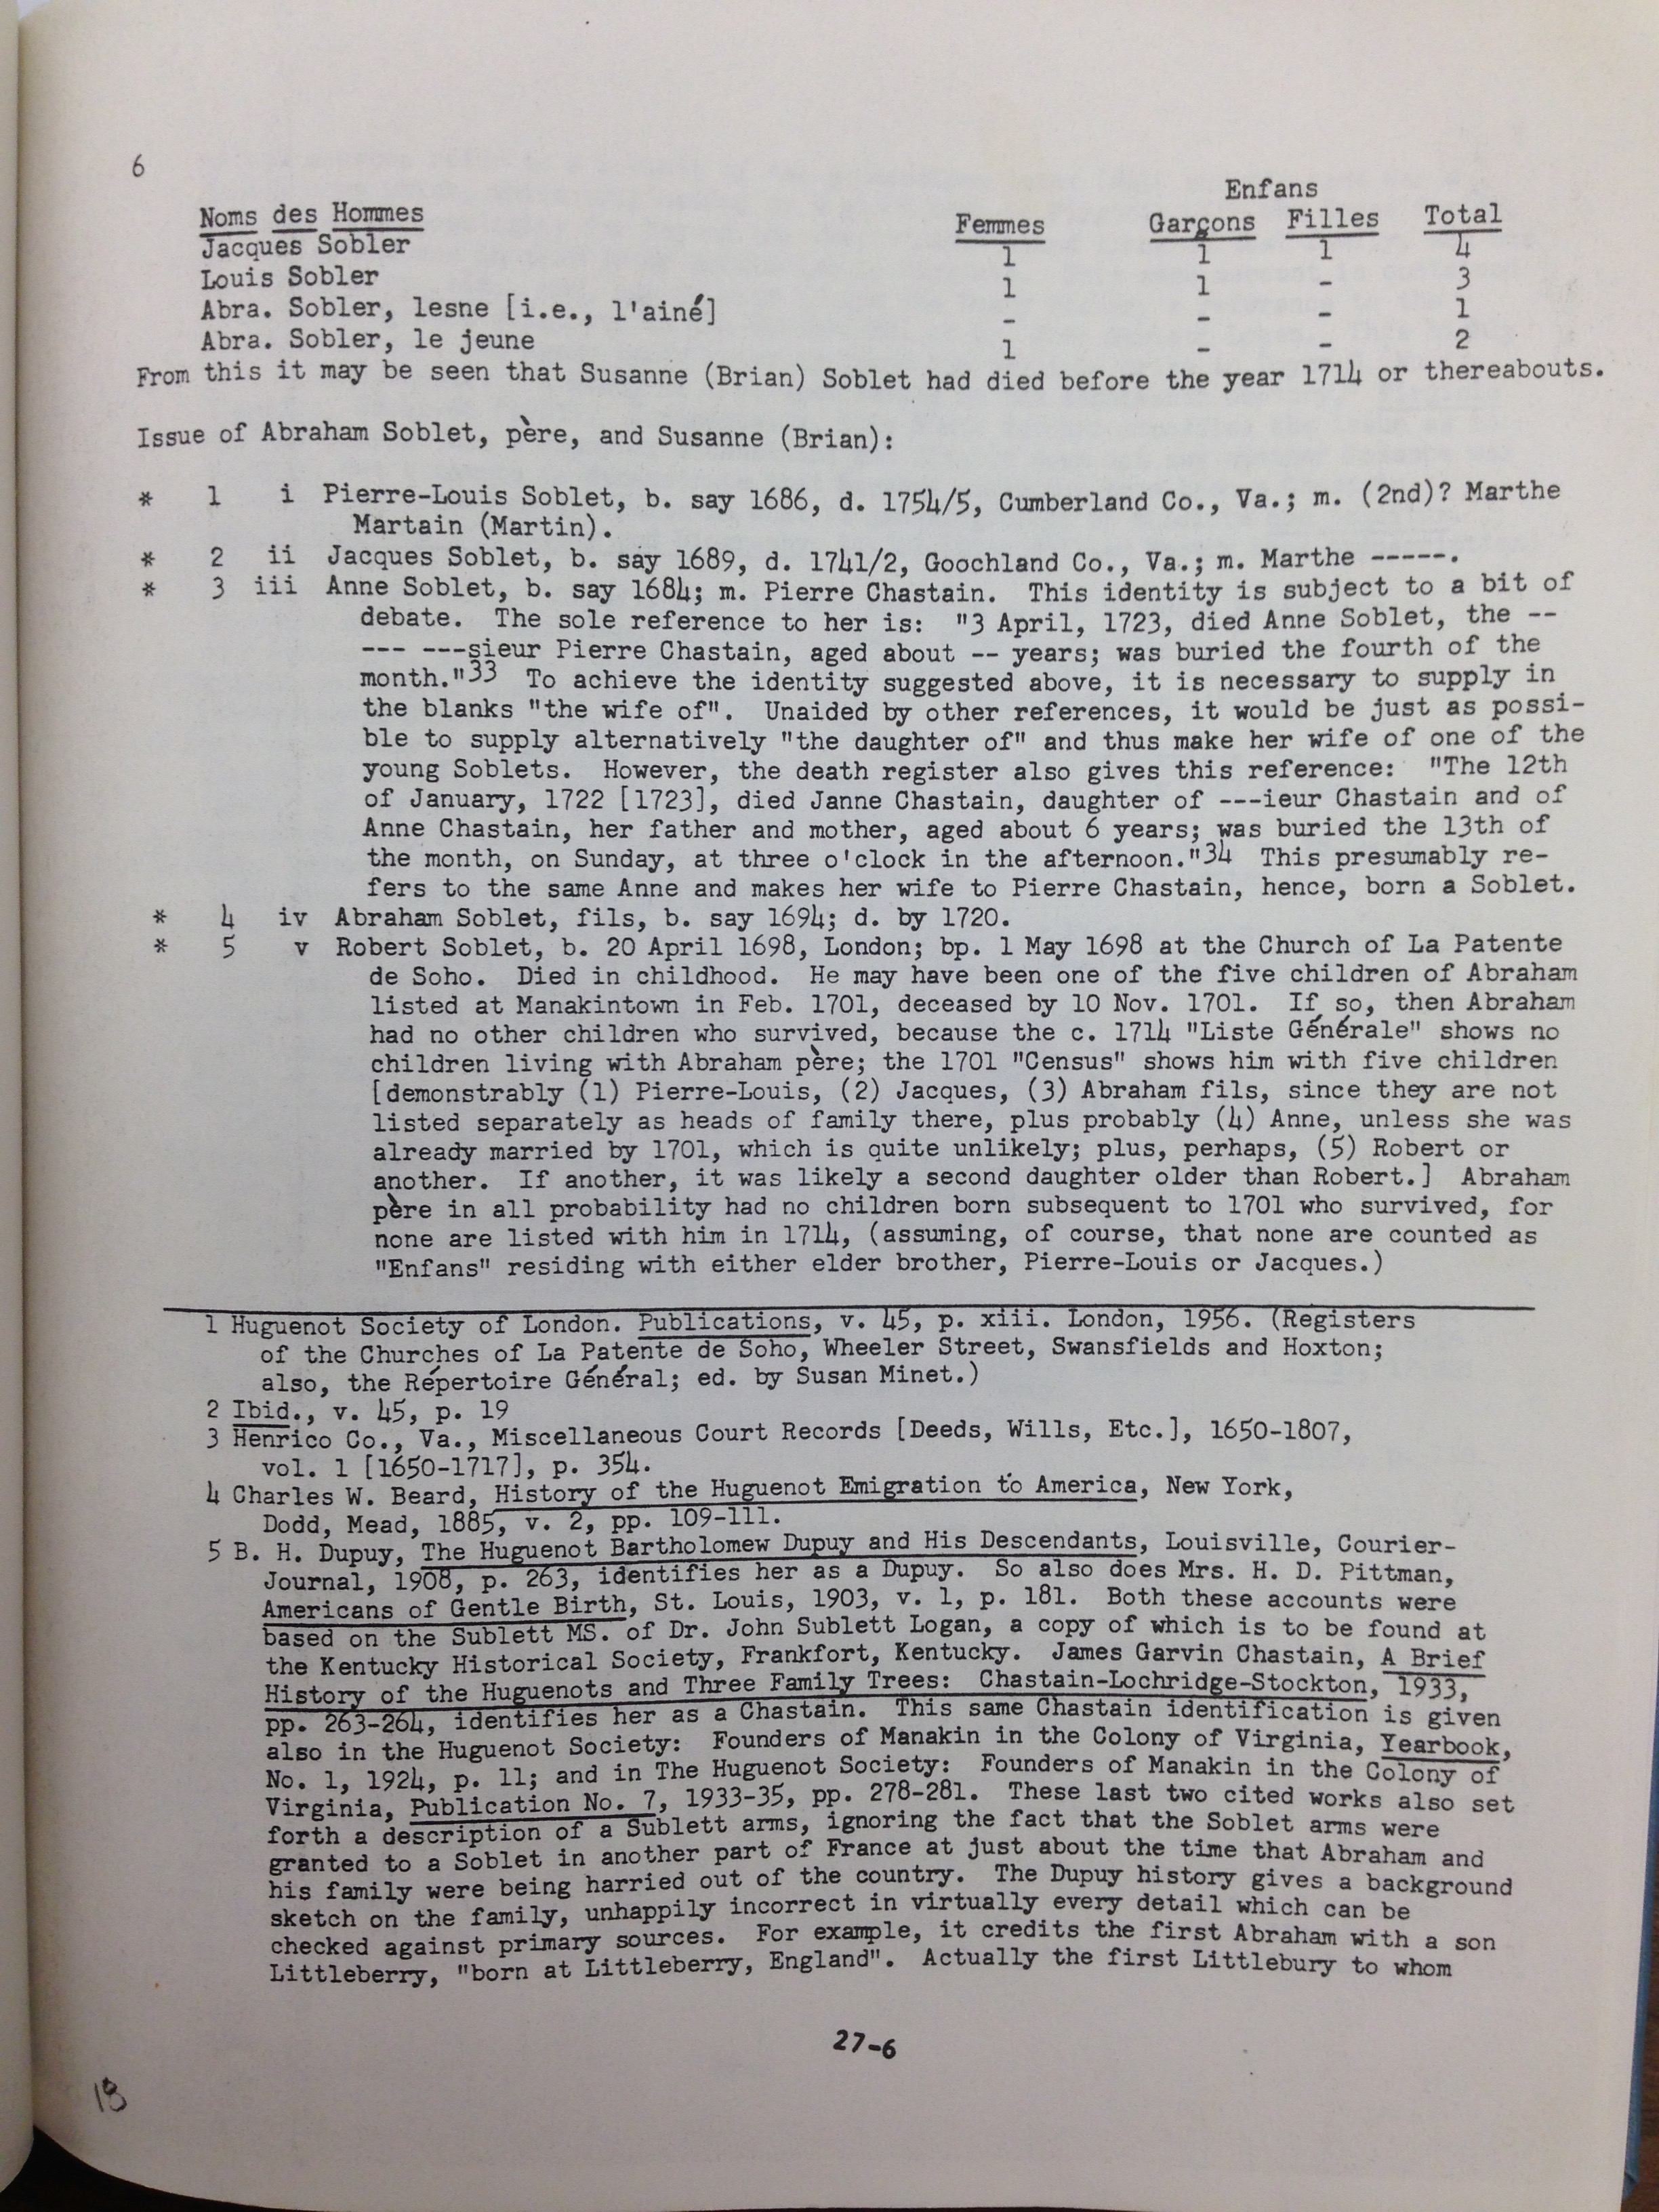 6
Enfans
Noms des Hommes Femmes Garçons Filles Total
Jacques Sobler 1 1 1 4
Louis Sobler 1 1 - 3
Abra. Sobler, lesne [i.e., l'ainé] - - - 1
Abra. Sobler, le jeune 1 - - 2
From this it may be seen that Susanne (Brian) Soblet had died before the year 1714 or thereabouts.
Issue of Abraham Soblet, père, and Susanne (Brian):
* 1 i Pierre-Louis Soblet, b. say 1686, d. 1754/5, Cumberland Co., Va.; m. (2nd)? Marthe
Martain (Martin).
* 2 ii Jacques Soblet, b. say 1689, d. 1741/2, Goochland Co., Va.; m. Marthe -----.
* 3 iii Anne Soblet, b. say 1684; m. Pierre Chastain. This identity is subject to a bit of
debate. The sole reference to her is: "3 April, 1723, died Anne Soblet, the --
--- ---sieur Pierre Chastain, aged about -- years; was buried the fourth of the
month."33 To achieve the identity suggested above, it is necessary to supply in
the blanks "the wife of". Unaided by other references, it would be just as possi-
ble to supply alternatively "the daughter of" and thus make her wife of one of the
young Soblets. However, the death register also gives this reference: "The 12th
of January, 1722 [1723], died Janne Chastain, daughter of ---ieur Chastain and of
Anne Chastain, her father and mother, aged about 6 years; was buried the 13th of
the month, on Sunday, at three o'clock in the afternoon."34 This presumably re-
fers to the same Anne and makes her wife to Pierre Chastain, hence, born a Soblet.
* 4 iv Abraham Soblet, fils, b. say 1694; d. by 1720.
* 5 v Robert Soblet, b. 20 April 1698, London; bp. 1 May 1698 at the Church of La Patente
de Soho. Died in childhood. He may have been one of the five children of Abraham
listed at Manakintown in Feb. 1701, deceased by 10 Nov. 1701. If so, then Abraham
had no other children who survived, because the c. 1714 "Liste Générale" shows no
children living with Abraham père; the 1701 "Census" shows him with five children
[demonstrably (1) Pierre-Louis, (2) Jacques, (3) Abraham fils, since they are not
listed separately as heads of family there, plus probably (4) Anne, unless she was
already married by 1701, which is quite unlikely; plus, perhaps, (5) Robert or
another. If another, it was likely a second daughter older than Robert.] Abraham
père in all probability had no children born subsequent to 1701 who survived, for
none are listed with him in 1714, (assuming, of course, that none are counted as
"Enfans" residing with either elder brother, Pierre-Louis or Jacques.)
1 Huguenot Society of London. Publications, v. 45, p. xiii. London, 1956. (Registers
of the Churches of La Patente de Soho, Wheeler Street, Swansfields and Hoxton;
also, the Répertoire Général; ed. by Susan Minet.)
2 Ibid., v. 45, p. 19
3 Henrico Co., Va., Miscellaneous Court Records [Deeds, Wills, Etc.], 1650-1807,
vol. 1 [1650-1717], p. 354.
4 Charles W. Beard, History of the Huguenot Emigration to America, New York,
Dodd, Mead, 1885, v. 2, pp. 109-111.
5 B. H. Dupuy, The Huguenot Bartholomew Dupuy and His Descendants, Louisville, Courier-
Journal, 1908, p. 263, identifies her as a Dupuy. So also does Mrs. H. D. Pittman,
Americans of Gentle Birth, St. Louis, 1903, v. 1, p. 181. Both these accounts were
based on the Sublett MS. of Dr. John Sublett Logan, a copy of which is to be found at
the Kentucky Historical Society, Frankfort, Kentucky. James Garvin Chastain, A Brief
History of the Huguenots and Three Family Trees: Chastain-Lochridge-Stockton, 1933,
pp. 263-264, identifies her as a Chastain. This same Chastain identification is given
also in the Huguenot Society: Founders of Manakin in the Colony of Virginia, Yearbook,
No. 1, 1924, p. 11; and in The Huguenot Society: Founders of Manakin in the Colony of
Virginia, Publication No. 7, 1933-35, pp. 278-281. These last two cited works also set
forth a description of a Sublett arms, ignoring the fact that the Soblet arms were
granted to a Soblet in another part of France at just about the time that Abraham and
his family were being harried out of the country. The Dupuy history gives a background
sketch on the family, unhappily incorrect in virtually every detail which can be
checked against primary sources. For example, it credits the first Abraham with a son
Littleberry, "born at Littleberry, England". Actually the first Littlebury to whom
27-6
18